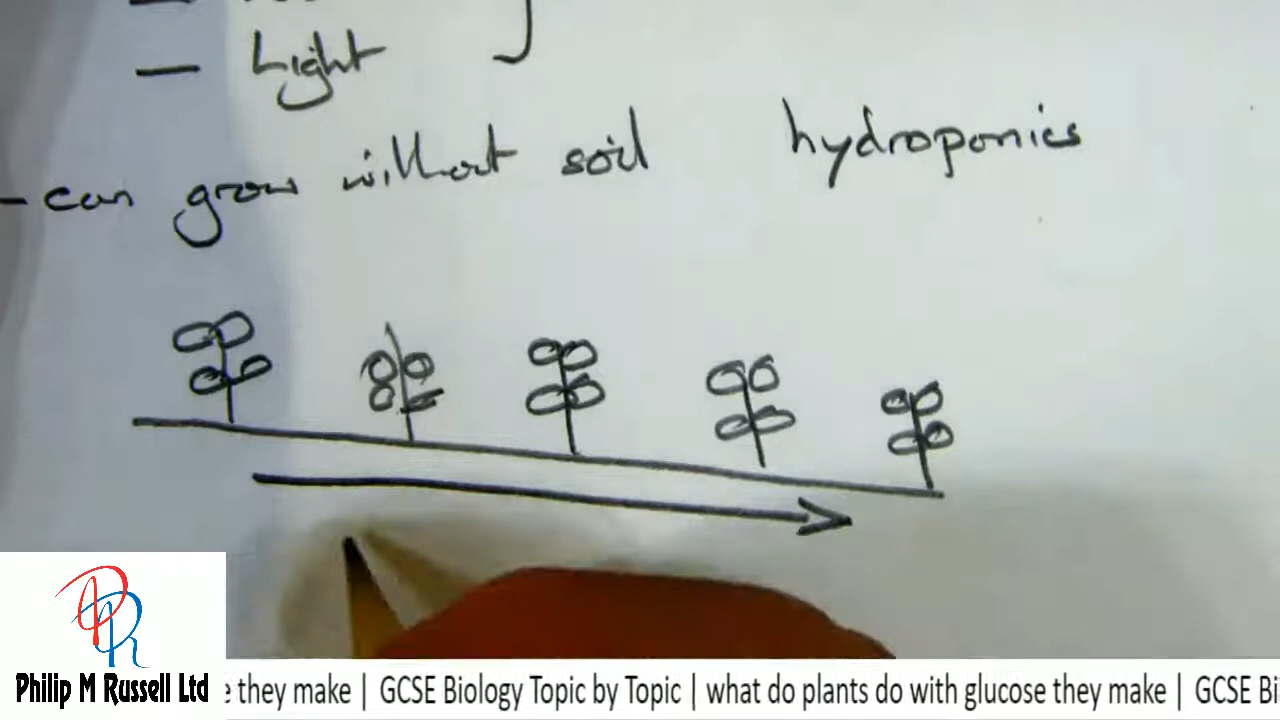 — Light
- can grow without soil hydroponics
PR
Philip M Russell Ltd
e they make | GCSE Biology Topic by Topic | what do plants do with glucose they make | GCSE Bi